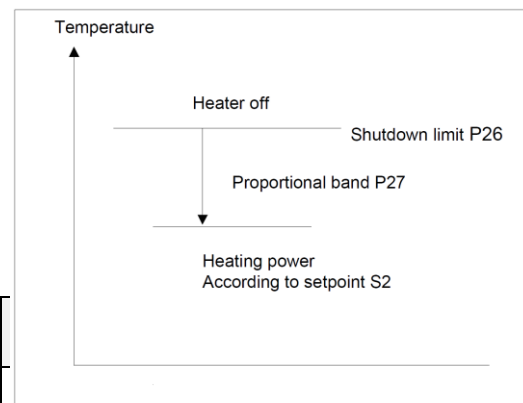 Temperature
Heater off
Shutdown limit P26
Proportional band P27
Heating power
According to setpoint S2